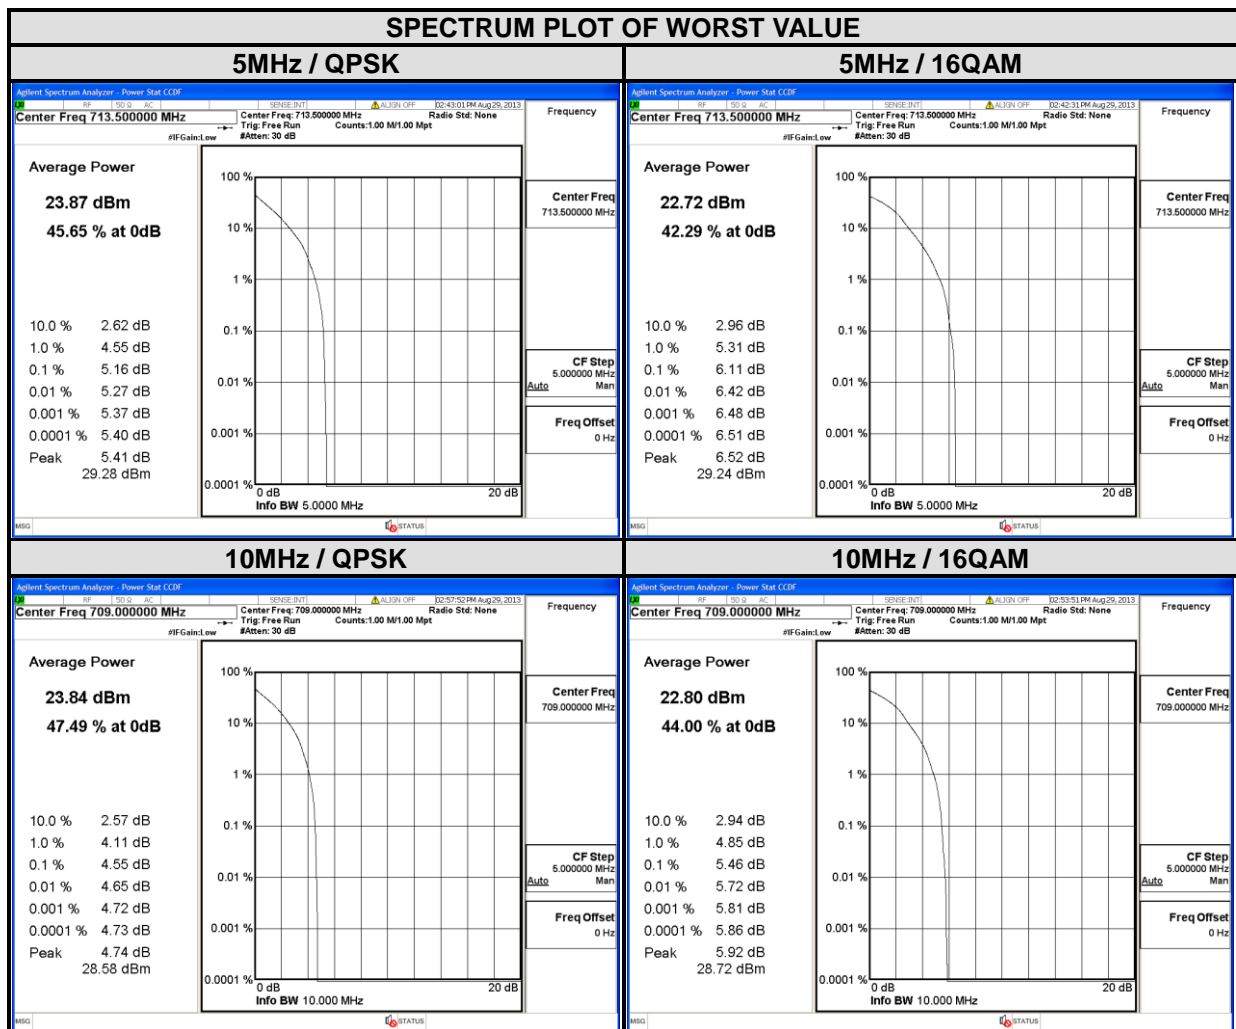 SPECTRUM PLOT OF WORST VALUE
5MHz / QPSK
5MHz / 16QAM
Agilent Spectrum Analyzer - Power Stat CCDF
RF 50 Ω AC SENSE:INT ALIGN OFF 02:43:01 PM Aug 29, 2013
Center Freq 713.500000 MHz
Center Freq: 713.500000 MHz Radio Std: None
Trig: Free Run Counts:1.00 M/1.00 Mpt
#IFGain:Low #Atten: 30 dB
Frequency
Average Power
23.87 dBm
45.65 % at 0dB
10.0 % 2.62 dB
1.0 % 4.55 dB
0.1 % 5.16 dB
0.01 % 5.27 dB
0.001 % 5.37 dB
0.0001 % 5.40 dB
Peak 5.41 dB
29.28 dBm
100 %
10 %
1 %
0.1 %
0.01 %
0.001 %
0.0001 %
0 dB 20 dB
Info BW 5.0000 MHz
Center Freq
713.500000 MHz
CF Step
5.000000 MHz
Auto Man
Freq Offset
0 Hz
MSG STATUS
Agilent Spectrum Analyzer - Power Stat CCDF
RF 50 Ω AC SENSE:INT ALIGN OFF 02:42:31 PM Aug 29, 2013
Center Freq 713.500000 MHz
Center Freq: 713.500000 MHz Radio Std: None
Trig: Free Run Counts:1.00 M/1.00 Mpt
#IFGain:Low #Atten: 30 dB
Frequency
Average Power
22.72 dBm
42.29 % at 0dB
10.0 % 2.96 dB
1.0 % 5.31 dB
0.1 % 6.11 dB
0.01 % 6.42 dB
0.001 % 6.48 dB
0.0001 % 6.51 dB
Peak 6.52 dB
29.24 dBm
100 %
10 %
1 %
0.1 %
0.01 %
0.001 %
0.0001 %
0 dB 20 dB
Info BW 5.0000 MHz
Center Freq
713.500000 MHz
CF Step
5.000000 MHz
Auto Man
Freq Offset
0 Hz
MSG STATUS
10MHz / QPSK
10MHz / 16QAM
Agilent Spectrum Analyzer - Power Stat CCDF
RF 50 Ω AC SENSE:INT ALIGN OFF 02:57:52 PM Aug 29, 2013
Center Freq 709.000000 MHz
Center Freq: 709.000000 MHz Radio Std: None
Trig: Free Run Counts:1.00 M/1.00 Mpt
#IFGain:Low #Atten: 30 dB
Frequency
Average Power
23.84 dBm
47.49 % at 0dB
10.0 % 2.57 dB
1.0 % 4.11 dB
0.1 % 4.55 dB
0.01 % 4.65 dB
0.001 % 4.72 dB
0.0001 % 4.73 dB
Peak 4.74 dB
28.58 dBm
100 %
10 %
1 %
0.1 %
0.01 %
0.001 %
0.0001 %
0 dB 20 dB
Info BW 10.000 MHz
Center Freq
709.000000 MHz
CF Step
5.000000 MHz
Auto Man
Freq Offset
0 Hz
MSG STATUS
Agilent Spectrum Analyzer - Power Stat CCDF
RF 50 Ω AC SENSE:INT ALIGN OFF 02:53:51 PM Aug 29, 2013
Center Freq 709.000000 MHz
Center Freq: 709.000000 MHz Radio Std: None
Trig: Free Run Counts:1.00 M/1.00 Mpt
#IFGain:Low #Atten: 30 dB
Frequency
Average Power
22.80 dBm
44.00 % at 0dB
10.0 % 2.94 dB
1.0 % 4.85 dB
0.1 % 5.46 dB
0.01 % 5.72 dB
0.001 % 5.81 dB
0.0001 % 5.86 dB
Peak 5.92 dB
28.72 dBm
100 %
10 %
1 %
0.1 %
0.01 %
0.001 %
0.0001 %
0 dB 20 dB
Info BW 10.000 MHz
Center Freq
709.000000 MHz
CF Step
5.000000 MHz
Auto Man
Freq Offset
0 Hz
MSG STATUS